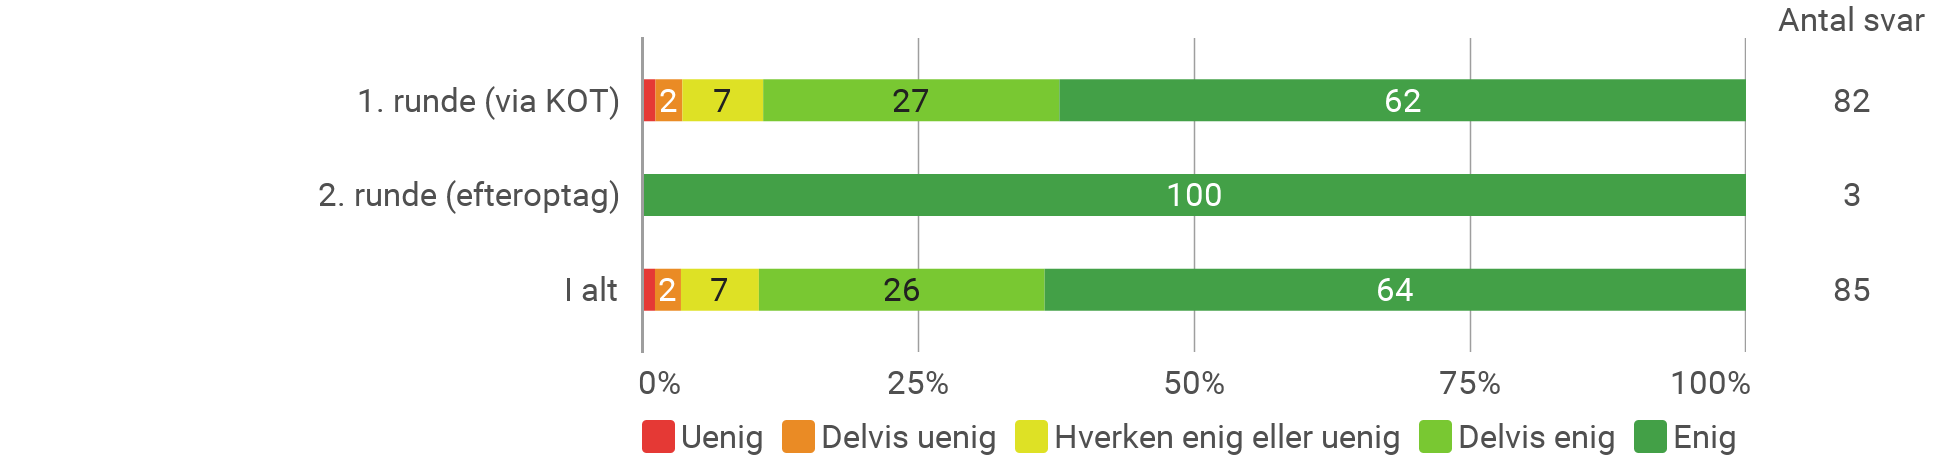 Antal svar
1. runde (via KOT) 2 7 27 62 82
2. runde (efteroptag) 100 3
I alt 2 7 26 64 85
0% 25% 50% 75% 100%
Uenig Delvis uenig Hverken enig eller uenig Delvis enig Enig